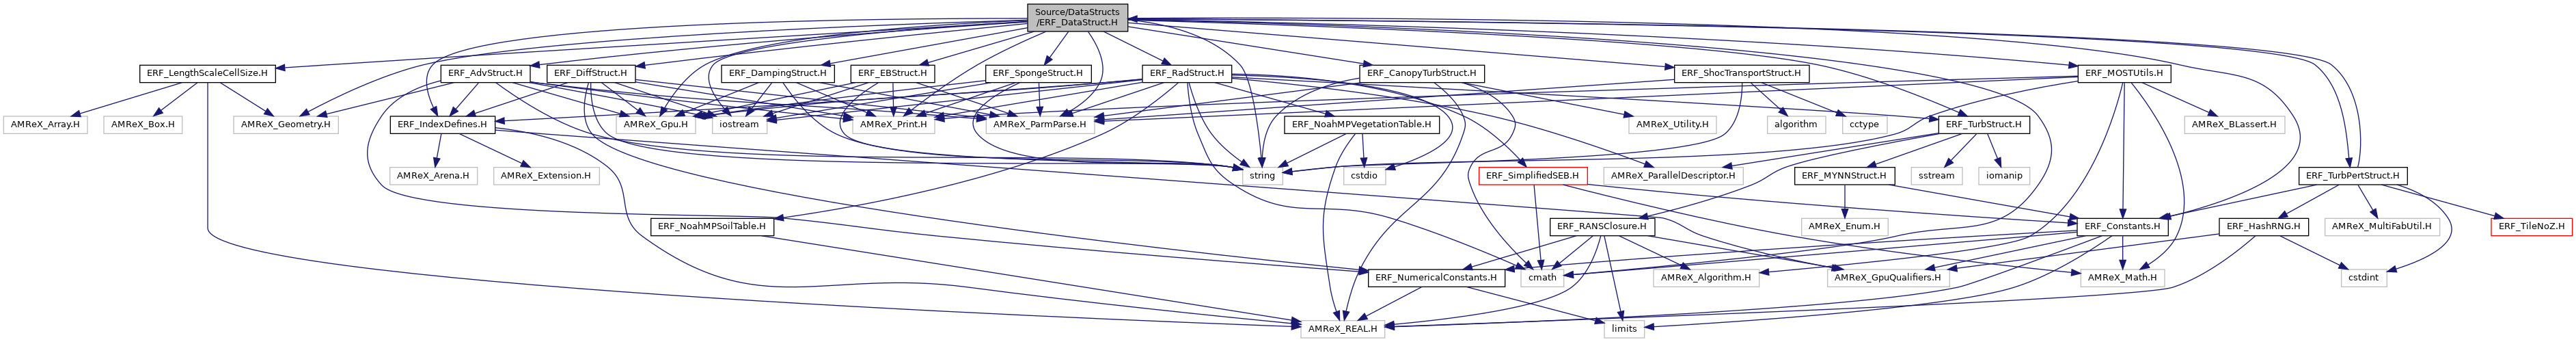 Source/DataStructs
/ERF_DataStruct.H
ERF_LengthScaleCellSize.H
ERF_AdvStruct.H
ERF_DiffStruct.H
ERF_DampingStruct.H
ERF_EBStruct.H
ERF_SpongeStruct.H
ERF_RadStruct.H
ERF_CanopyTurbStruct.H
ERF_ShocTransportStruct.H
ERF_MOSTUtils.H
AMReX_Array.H
AMReX_Box.H
AMReX_Geometry.H
ERF_IndexDefines.H
AMReX_Gpu.H
iostream
AMReX_Print.H
AMReX_ParmParse.H
ERF_NoahMPVegetationTable.H
AMReX_Utility.H
algorithm
cctype
ERF_TurbStruct.H
AMReX_BLassert.H
AMReX_Arena.H
AMReX_Extension.H
string
cstdio
ERF_SimplifiedSEB.H
AMReX_ParallelDescriptor.H
ERF_MYNNStruct.H
sstream
iomanip
ERF_TurbPertStruct.H
ERF_NoahMPSoilTable.H
ERF_RANSClosure.H
AMReX_Enum.H
ERF_Constants.H
ERF_HashRNG.H
AMReX_MultiFabUtil.H
ERF_TileNoZ.H
ERF_NumericalConstants.H
cmath
AMReX_Algorithm.H
AMReX_GpuQualifiers.H
AMReX_Math.H
cstdint
AMReX_REAL.H
limits